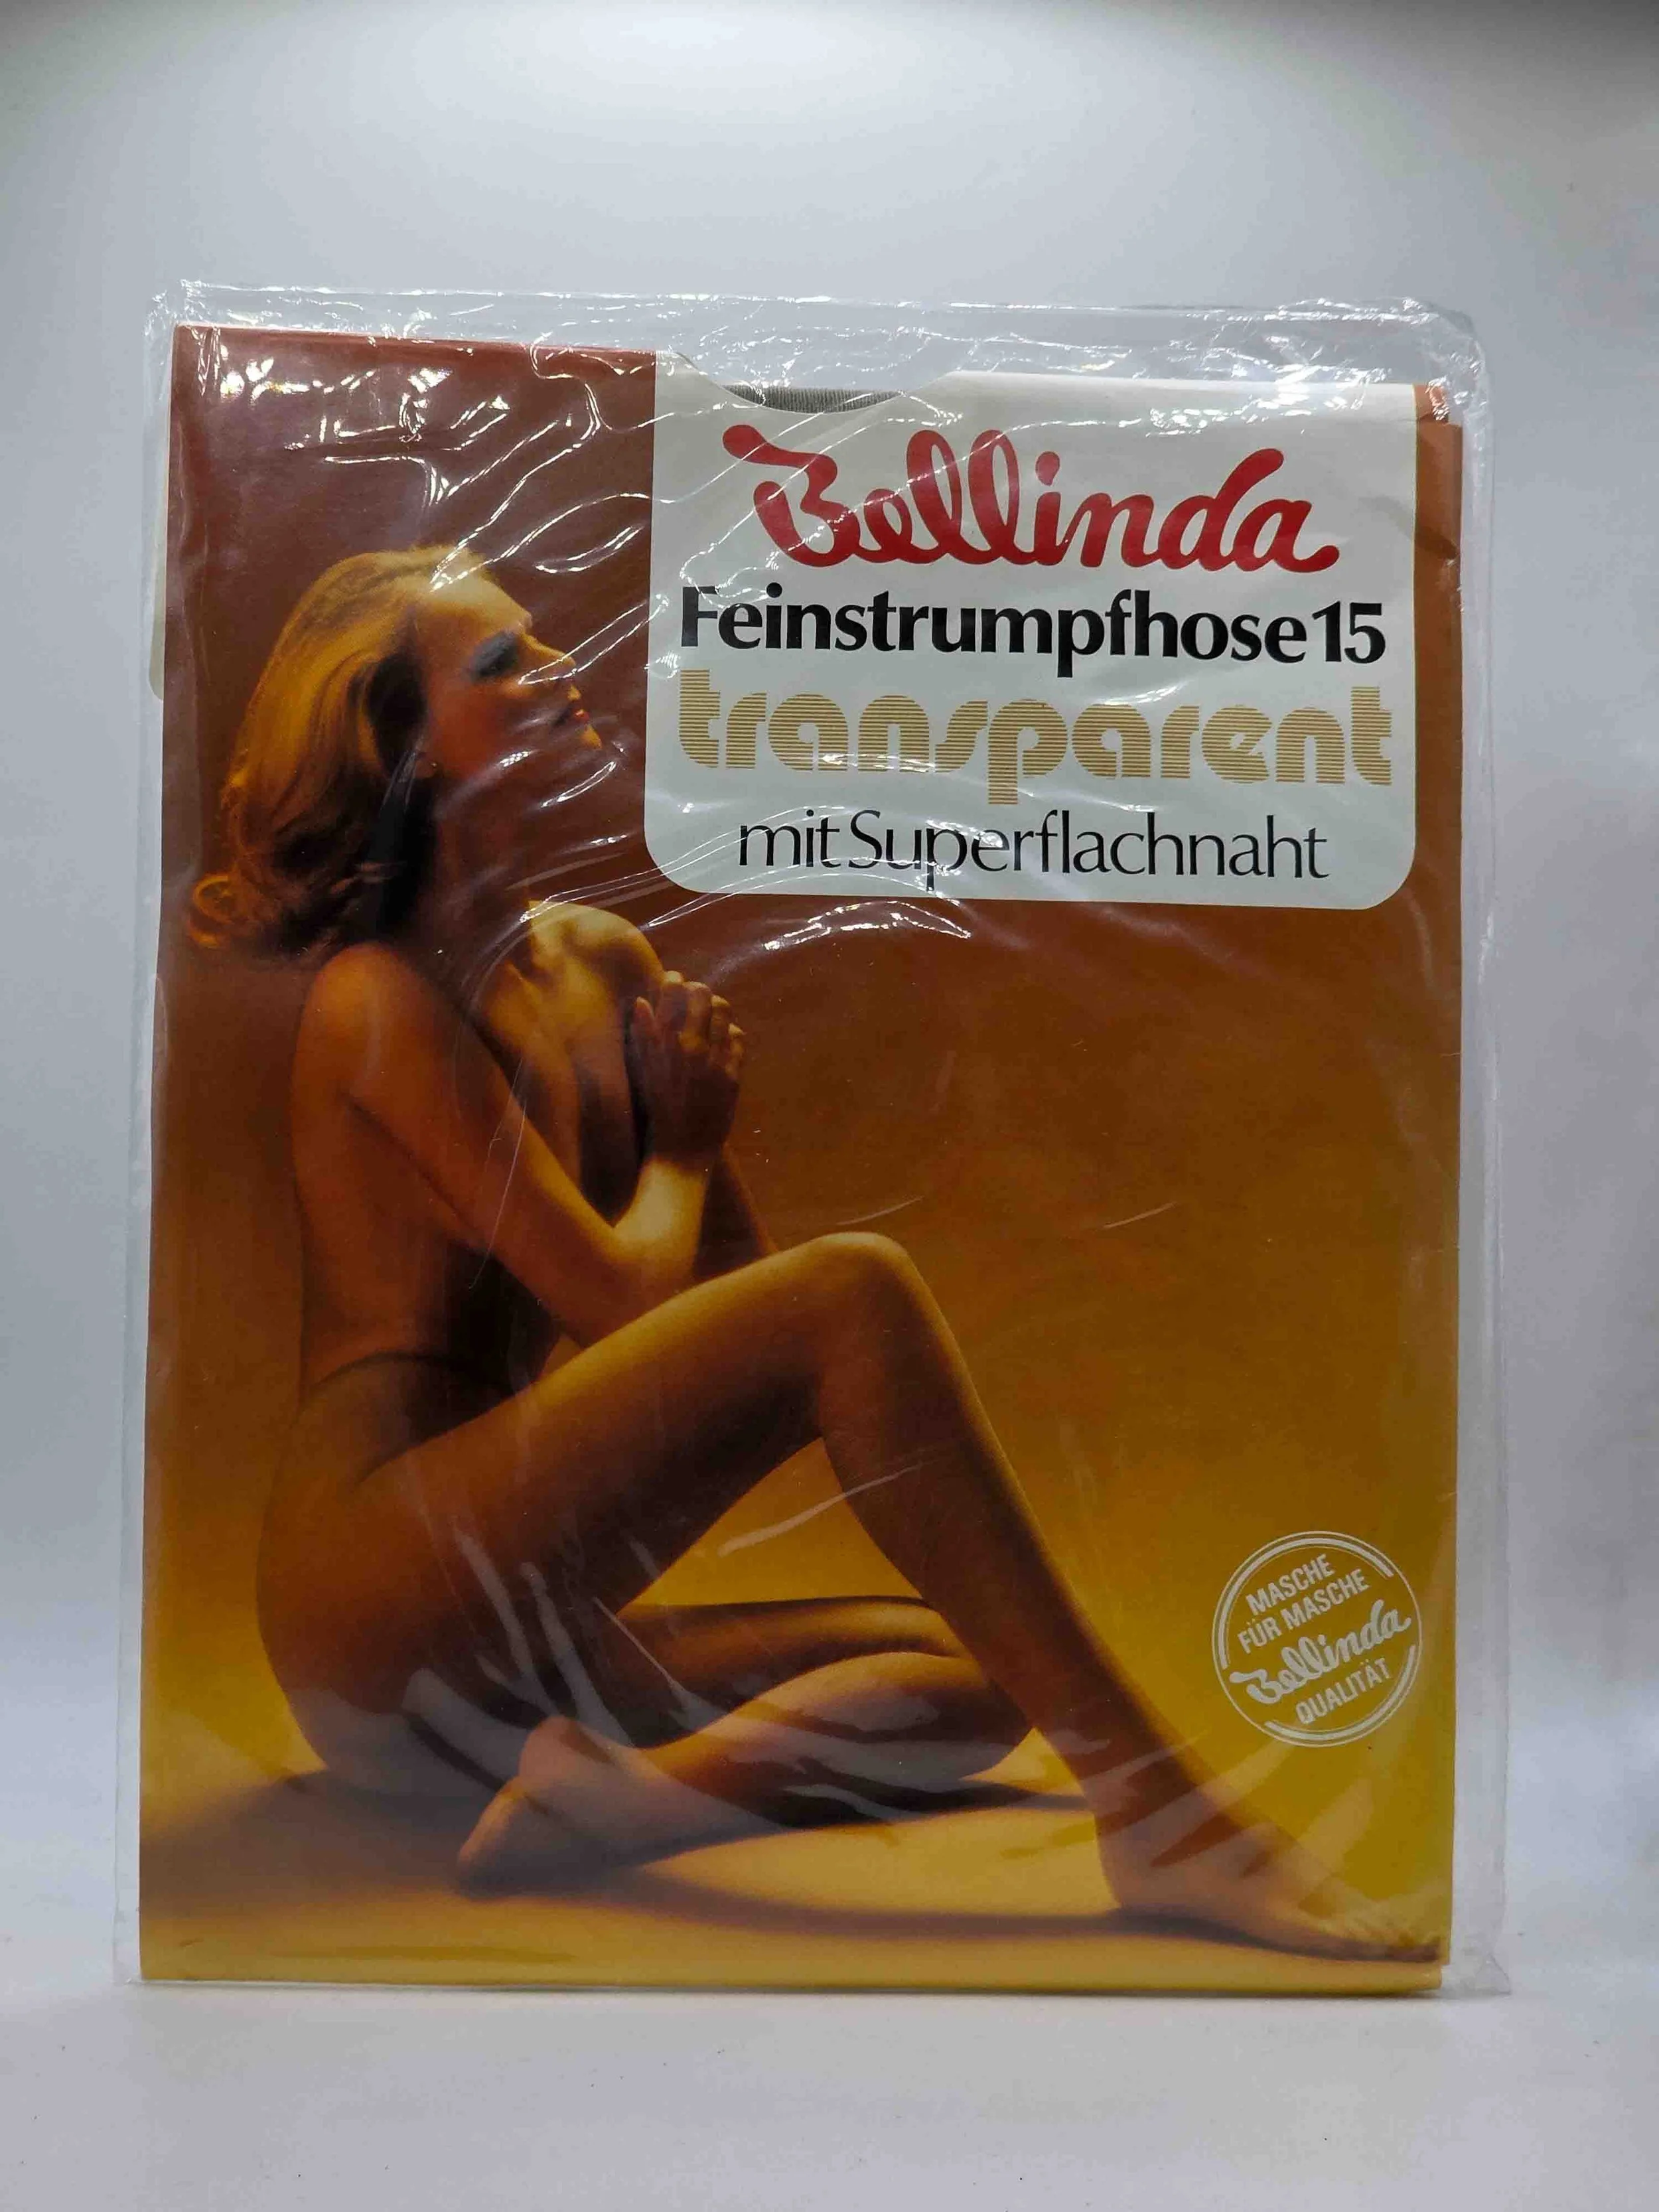 Bellinda
Feinstrumpfhose 15
transparent
mit Superflachnaht
MASCHE
FÜR MASCHE
Bellinda
QUALITÄT